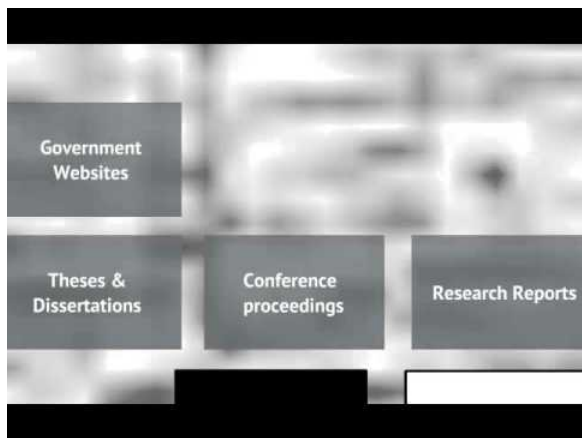 Government
Websites
Theses &
Dissertations
Conference
proceedings
Research Reports